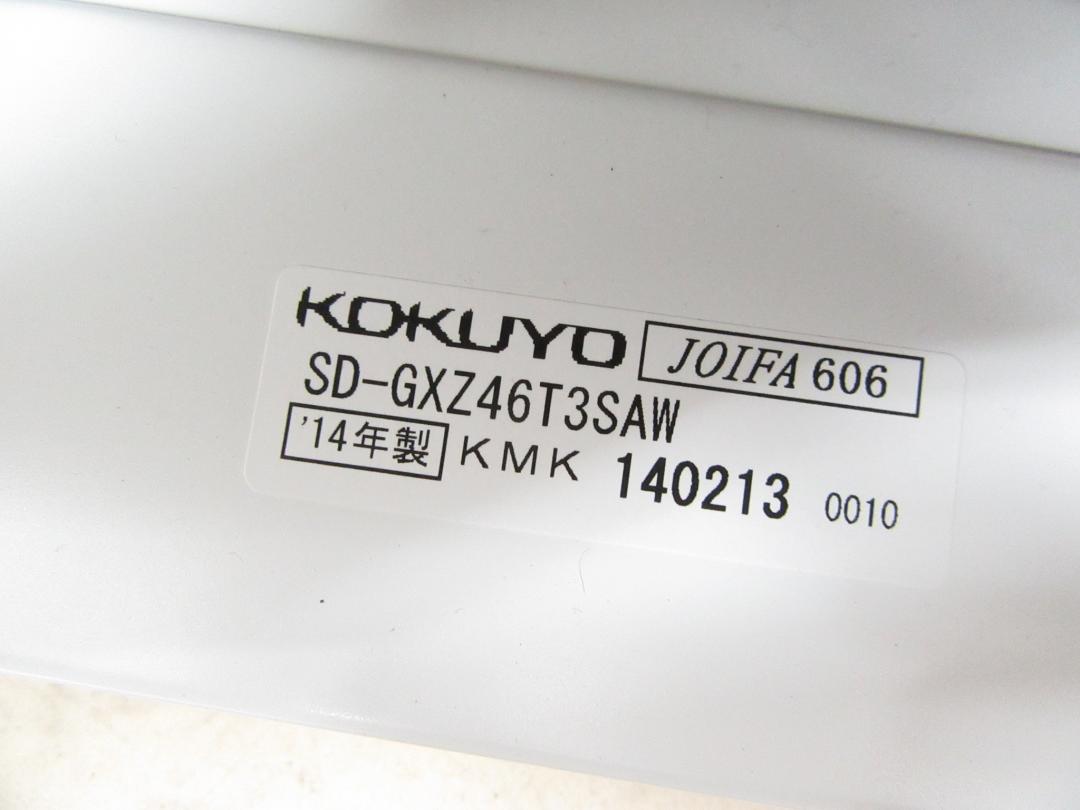 KOKUYO JOIFA 606
SD-GXZ46T3SAW
'14年製 KMK 140213 0010